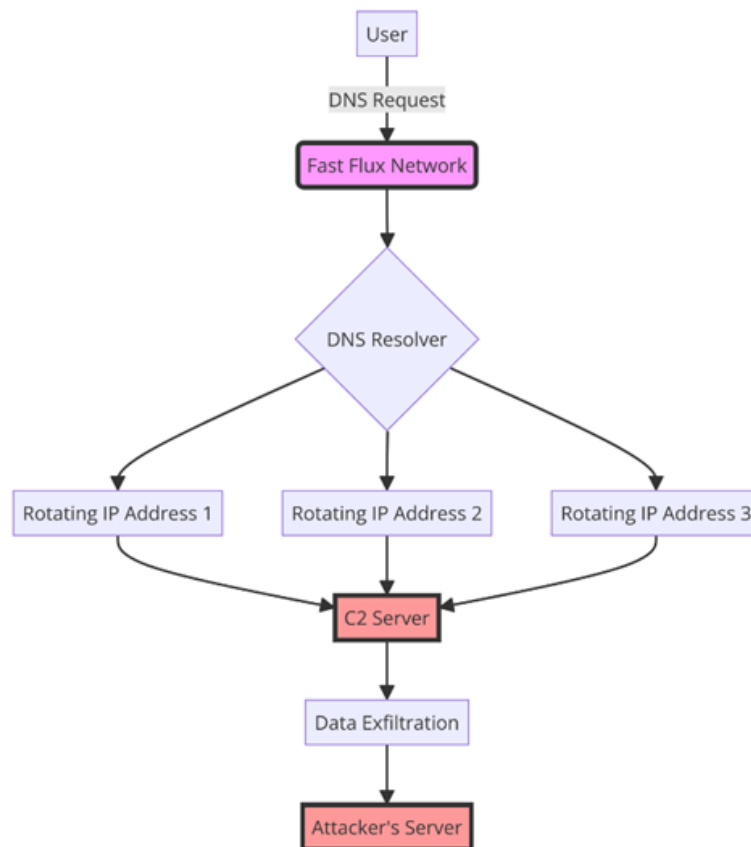 User
DNS Request
Fast Flux Network
DNS Resolver
Rotating IP Address 1
Rotating IP Address 2
Rotating IP Address 3
C2 Server
Data Exfiltration
Attacker's Server